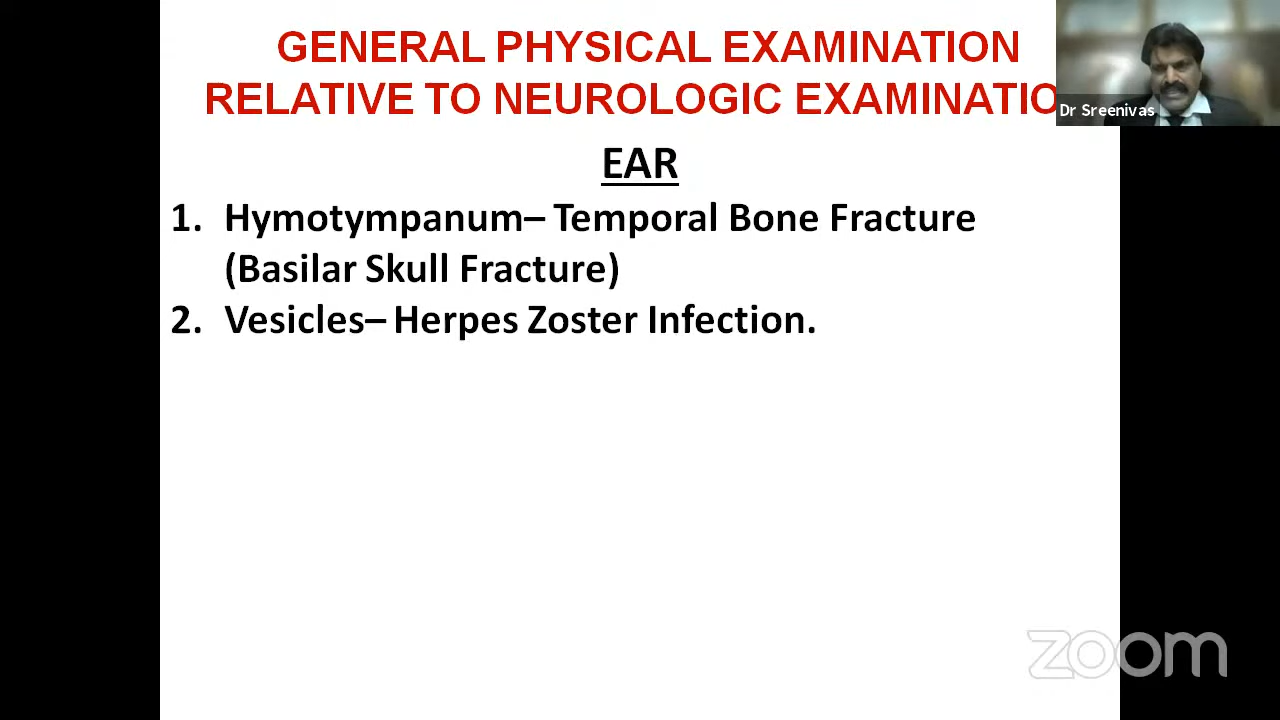 GENERAL PHYSICAL EXAMINATION
RELATIVE TO NEUROLOGIC EXAMINATIO
Dr Sreenivas
EAR
1. Hymotympanum– Temporal Bone Fracture
(Basilar Skull Fracture)
2. Vesicles– Herpes Zoster Infection.
zoom